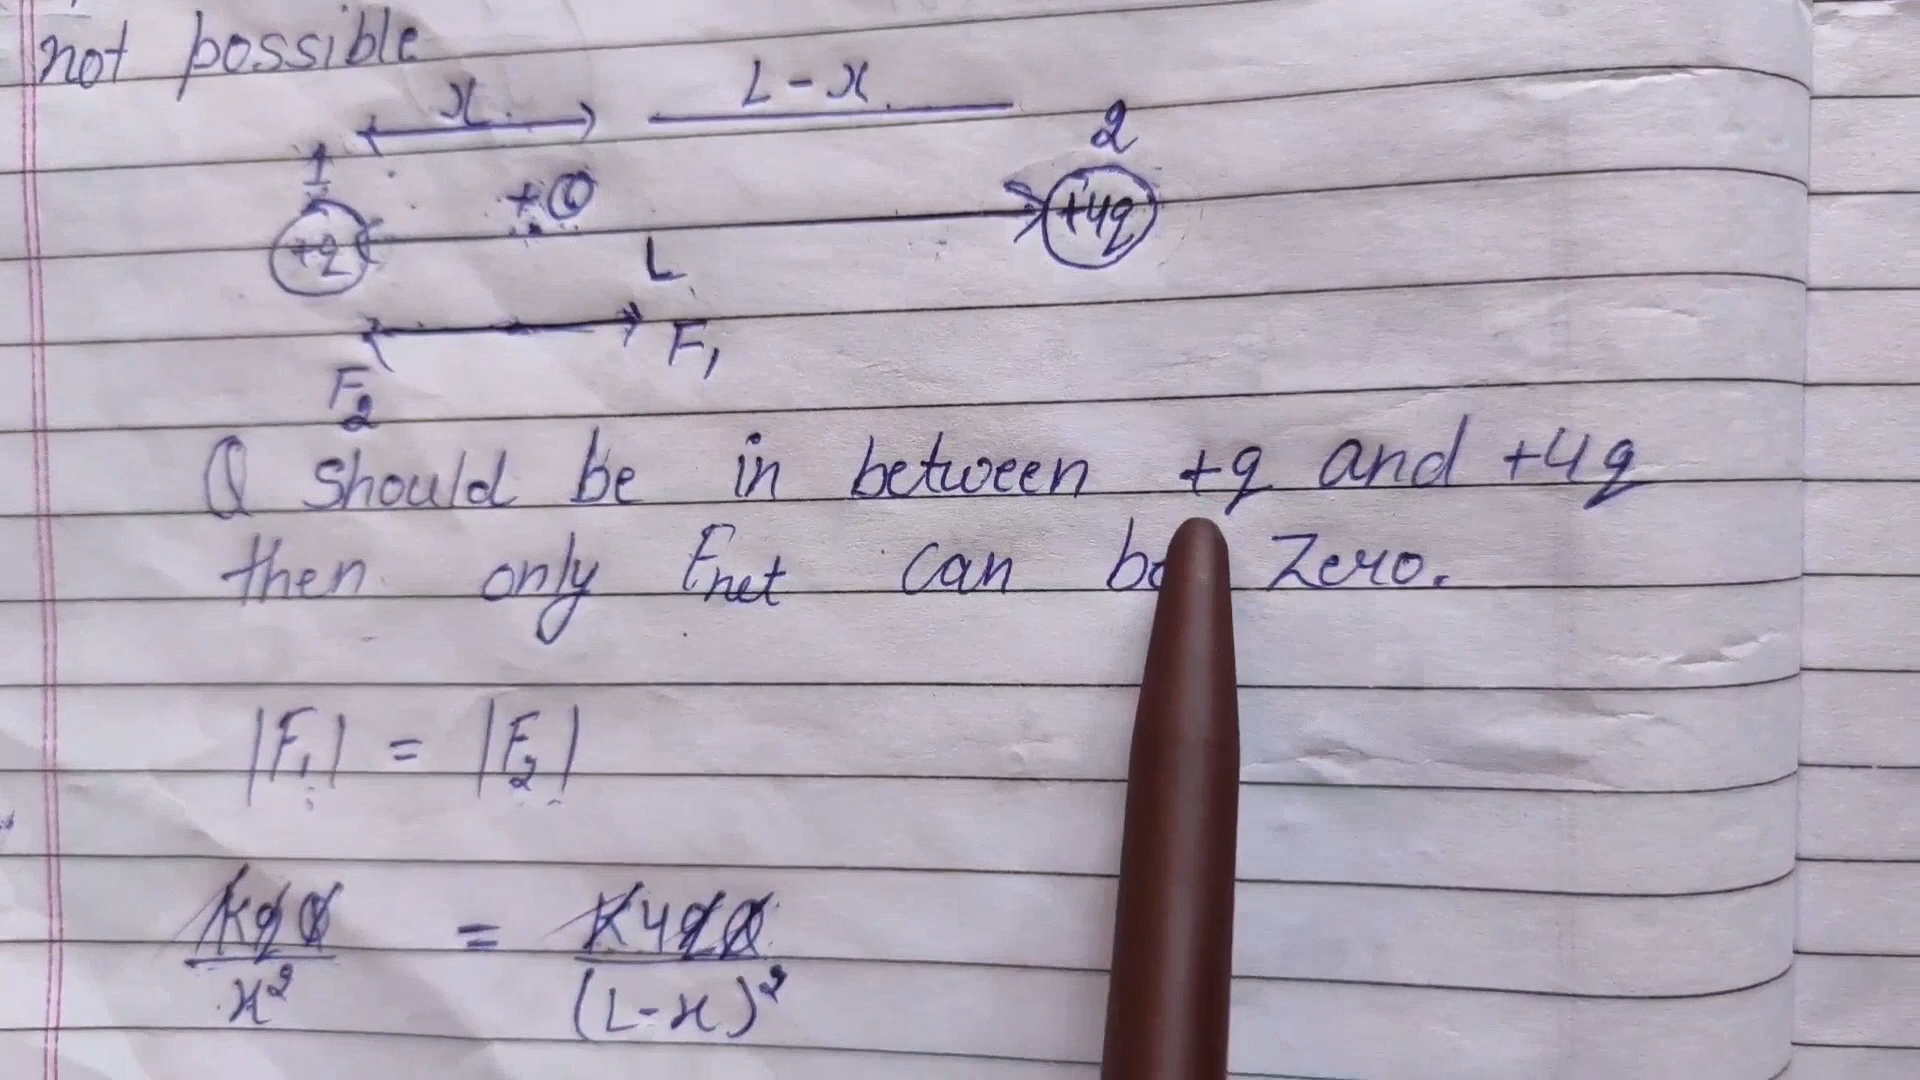 not possible
x L - x
1 2
+q +Q +4q
L
F₁
F₂
Q should be in between +q and +4q
then only Fnet can be zero.
|F₁| = |F₂|
KqQ = K4qQ
x² (L-x)²